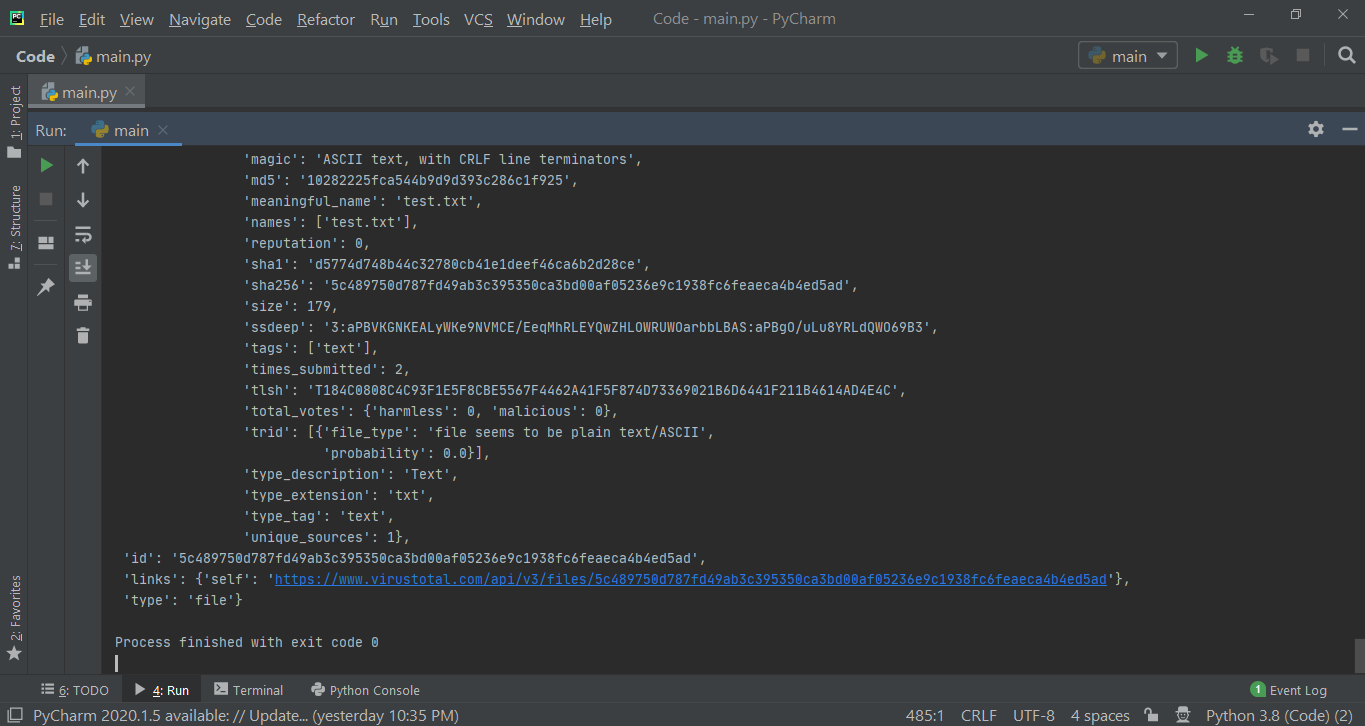 File Edit View Navigate Code Refactor Run Tools VCS Window Help Code - main.py - PyCharm
Code main.py main
main.py
1: Project
Run: main
7: Structure
'magic': 'ASCII text, with CRLF line terminators',
'md5': '10282225fca544b9d9d393c286c1f925',
'meaningful_name': 'test.txt',
'names': ['test.txt'],
'reputation': 0,
'sha1': 'd5774d748b44c32780cb41e1deef46ca6b2d28ce',
'sha256': '5c489750d787fd49ab3c395350ca3bd00af05236e9c1938fc6feaeca4b4ed5ad',
'size': 179,
'ssdeep': '3:aPBVKGNKEALyWKe9NVMCE/EeqMhRLEYQwZHLOWRUWOarbbLBAS:aPBgO/uLu8YRLdQWO69B3',
'tags': ['text'],
'times_submitted': 2,
'tlsh': 'T184C0808C4C93F1E5F8CBE5567F4462A41F5F874D73369021B6D6441F211B4614AD4E4C',
'total_votes': {'harmless': 0, 'malicious': 0},
'trid': [{'file_type': 'file seems to be plain text/ASCII',
'probability': 0.0}],
'type_description': 'Text',
'type_extension': 'txt',
'type_tag': 'text',
'unique_sources': 1},
'id': '5c489750d787fd49ab3c395350ca3bd00af05236e9c1938fc6feaeca4b4ed5ad',
'links': {'self': 'https://www.virustotal.com/api/v3/files/5c489750d787fd49ab3c395350ca3bd00af05236e9c1938fc6feaeca4b4ed5ad'},
'type': 'file'}
Process finished with exit code 0
2: Favorites
6: TODO 4: Run Terminal Python Console 1 Event Log
PyCharm 2020.1.5 available: // Update... (yesterday 10:35 PM) 485:1 CRLF UTF-8 4 spaces Python 3.8 (Code) (2)